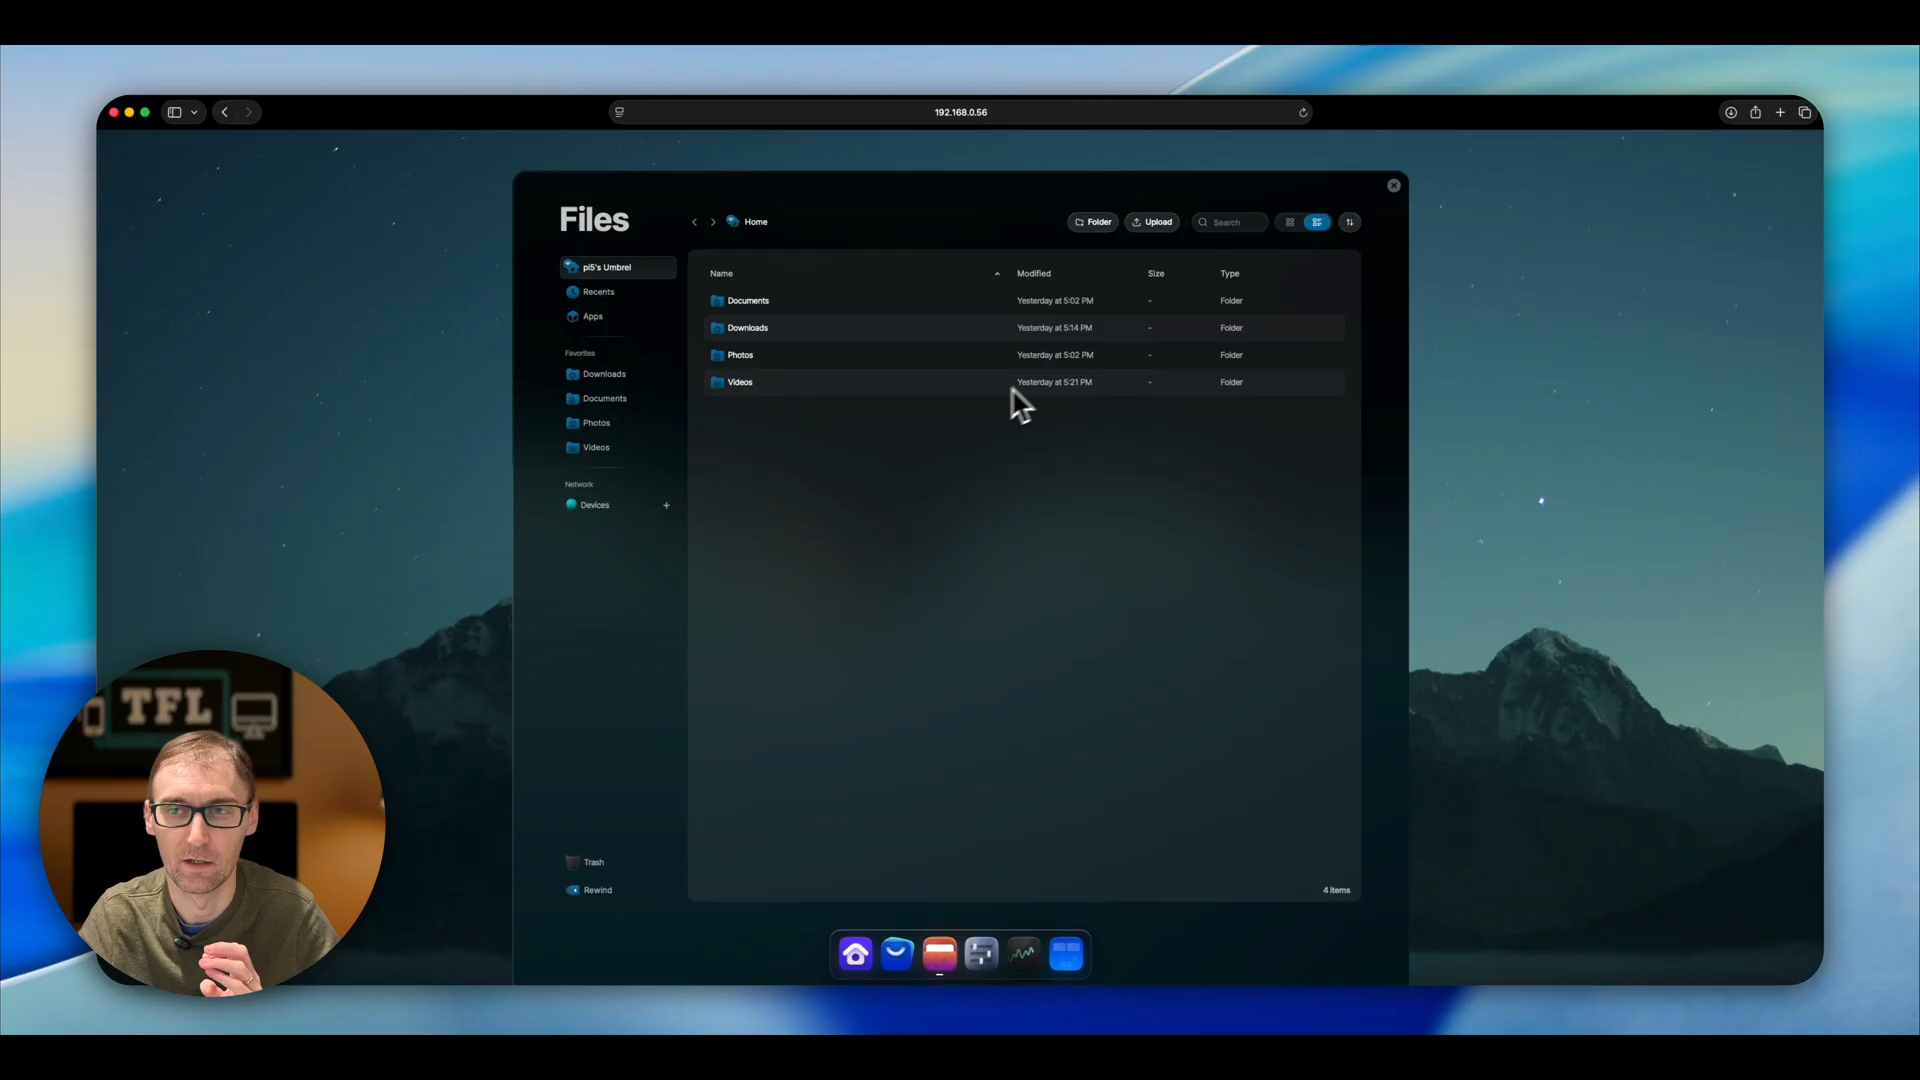 192.168.0.56
Files
Home
Folder
Upload
Search
pi5's Umbrel
Recents
Apps
Favorites
Downloads
Documents
Photos
Videos
Network
Devices
Trash
Rewind
Name Modified Size Type
Documents Yesterday at 5:02 PM - Folder
Downloads Yesterday at 5:14 PM - Folder
Photos Yesterday at 5:02 PM - Folder
Videos Yesterday at 5:21 PM - Folder
4 items
TFL